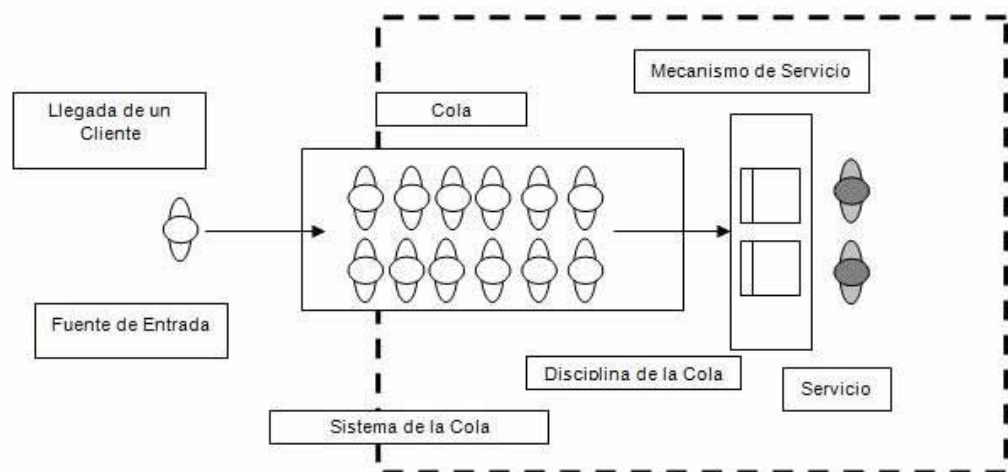 Mecanismo de Servicio
Llegada de un
Cliente
Cola
Fuente de Entrada
Disciplina de la Cola
Servicio
Sistema de la Cola